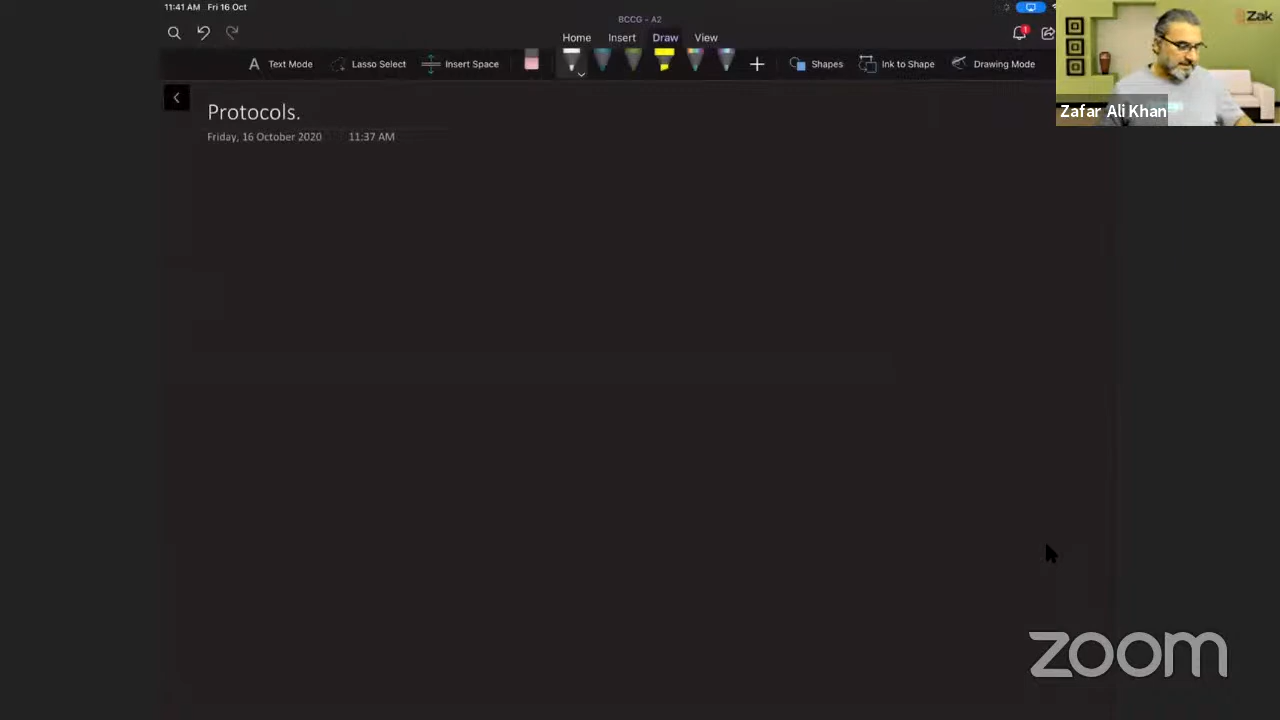 11:41 AM Fri 16 Oct
BCCG - A2
Home Insert Draw View
1
A Text Mode Lasso Select Insert Space Shapes Ink to Shape Drawing Mode
Zak
Zafar Ali Khan
Protocols.
Friday, 16 October 2020 11:37 AM
zoom